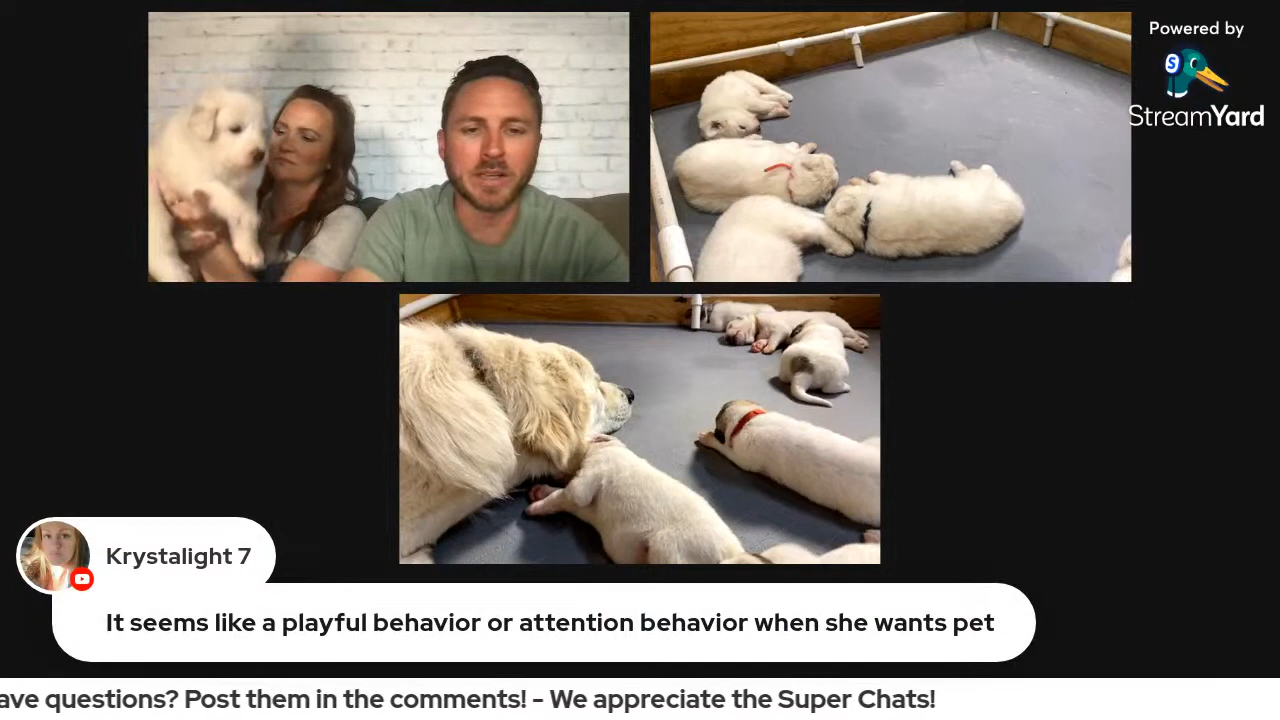 Powered by
StreamYard
Krystalight 7
It seems like a playful behavior or attention behavior when she wants pet
ave questions? Post them in the comments! - We appreciate the Super Chats!